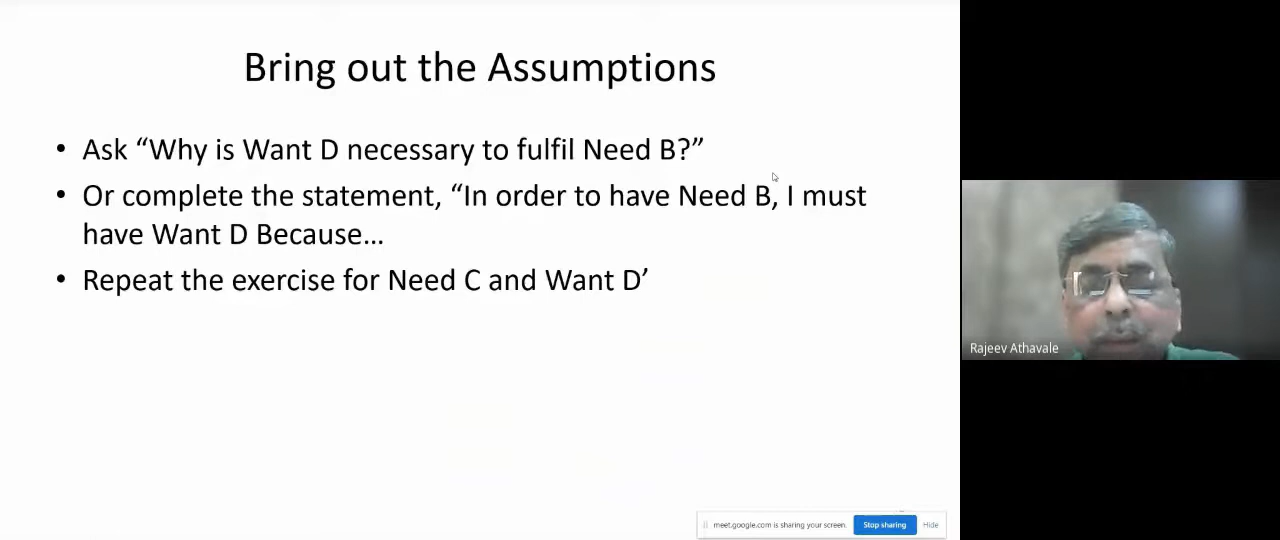 Bring out the Assumptions
• Ask “Why is Want D necessary to fulfil Need B?”
• Or complete the statement, “In order to have Need B, I must
have Want D Because…
• Repeat the exercise for Need C and Want D’
Rajeev Athavale
meet.google.com is sharing your screen.
Stop sharing
Hide